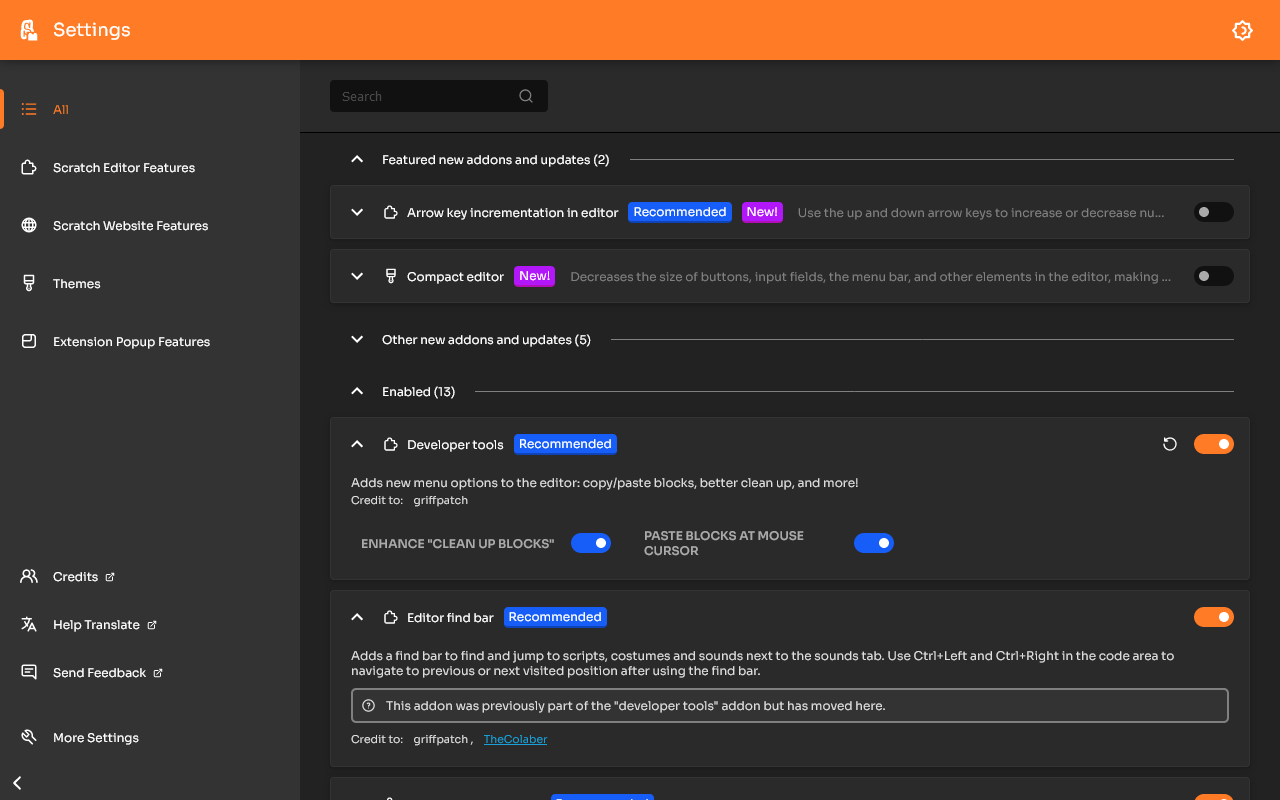 Settings
All
Scratch Editor Features
Scratch Website Features
Themes
Extension Popup Features
Credits
Help Translate
Send Feedback
More Settings
Search
Featured new addons and updates (2)
Arrow key incrementation in editor Recommended New! Use the up and down arrow keys to increase or decrease nu...
Compact editor New! Decreases the size of buttons, input fields, the menu bar, and other elements in the editor, making ...
Other new addons and updates (5)
Enabled (13)
Developer tools Recommended
Adds new menu options to the editor: copy/paste blocks, better clean up, and more!
Credit to: griffpatch
ENHANCE "CLEAN UP BLOCKS"
PASTE BLOCKS AT MOUSE
CURSOR
Editor find bar Recommended
Adds a find bar to find and jump to scripts, costumes and sounds next to the sounds tab. Use Ctrl+Left and Ctrl+Right in the code area to
navigate to previous or next visited position after using the find bar.
This addon was previously part of the "developer tools" addon but has moved here.
Credit to: griffpatch , TheColaber